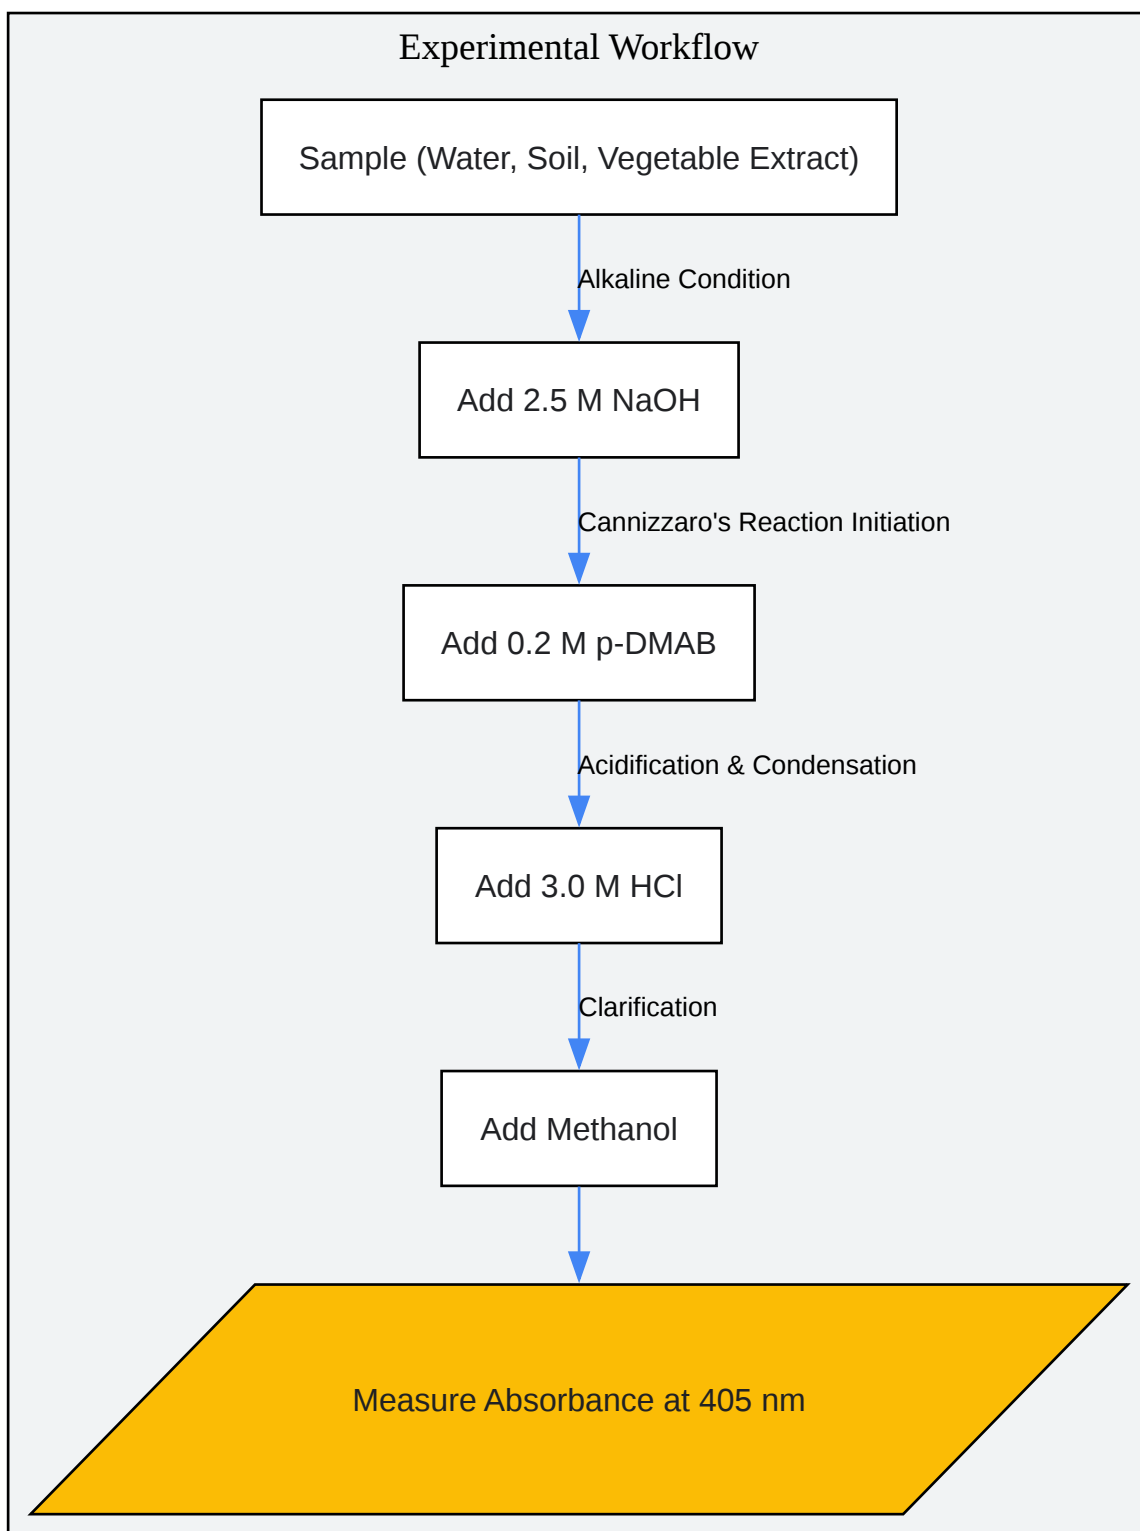 Experimental Workflow
Sample (Water, Soil, Vegetable Extract)
Alkaline Condition
Add 2.5 M NaOH
Cannizzaro's Reaction Initiation
Add 0.2 M p-DMAB
Acidification & Condensation
Add 3.0 M HCl
Clarification
Add Methanol
Measure Absorbance at 405 nm